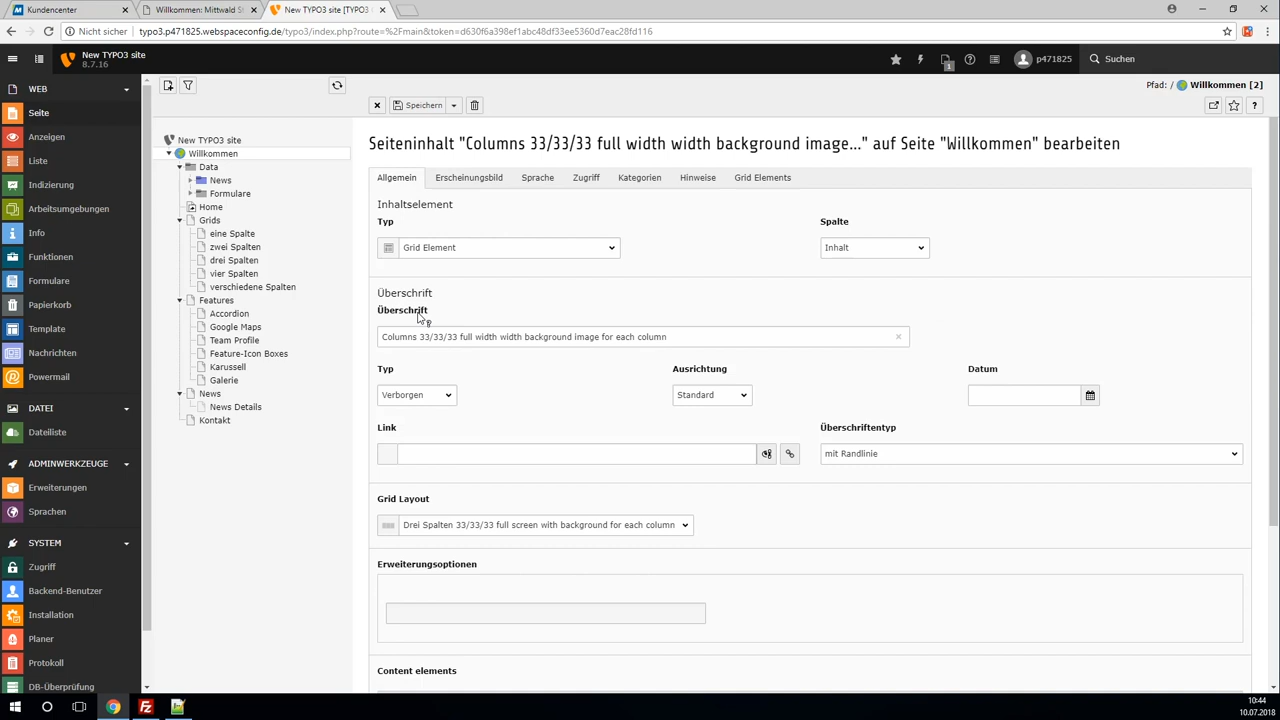 Kundencenter
Willkommen: Mittwald S
New TYPO3 site [TYPO3 C
Nicht sicher
typo3.p471825.webspaceconfig.de/typo3/index.php?route=%2Fmain&token=d630f6a398ef1abc48df33ee5360d7eac28fd116
New TYPO3 site
8.7.16
1
p471825
Suchen
WEB
Seite
Anzeigen
Liste
Indizierung
Arbeitsumgebungen
Info
Funktionen
Formulare
Papierkorb
Template
Nachrichten
Powermail
DATEI
Dateiliste
ADMINWERKZEUGE
Erweiterungen
Sprachen
SYSTEM
Zugriff
Backend-Benutzer
Installation
Planer
Protokoll
DB-Überprüfung
New TYPO3 site
Willkommen
Data
News
Formulare
Home
Grids
eine Spalte
zwei Spalten
drei Spalten
vier Spalten
verschiedene Spalten
Features
Accordion
Google Maps
Team Profile
Feature-Icon Boxes
Karussell
Galerie
News
News Details
Kontakt
Pfad: / Willkommen [2]
Speichern
Seiteninhalt "Columns 33/33/33 full width width background image..." auf Seite "Willkommen" bearbeiten
Allgemein Erscheinungsbild Sprache Zugriff Kategorien Hinweise Grid Elements
Inhaltselement
Typ Spalte
Grid Element Inhalt
Überschrift
Überschrift
Columns 33/33/33 full width width background image for each column
Typ Ausrichtung Datum
Verborgen Standard
Link Überschriftentyp
mit Randlinie
Grid Layout
Drei Spalten 33/33/33 full screen with background for each column
Erweiterungsoptionen
Content elements
10:44
10.07.2018